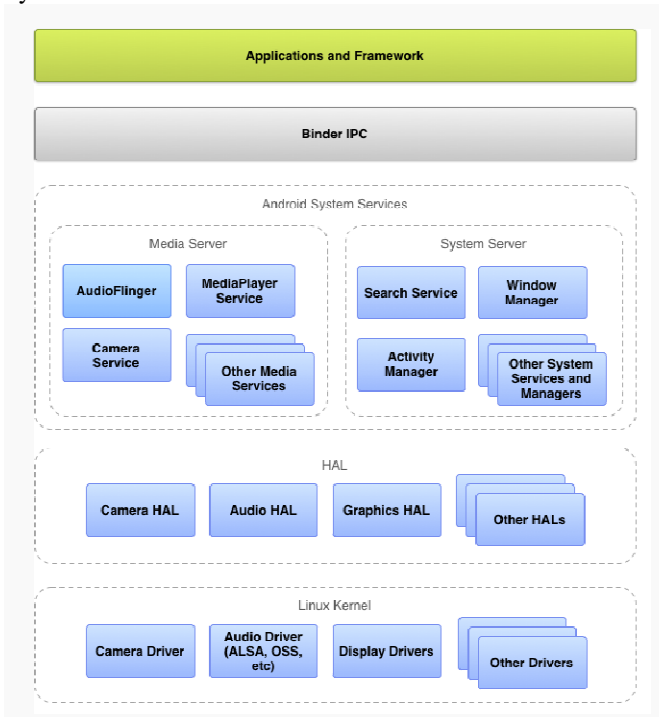 Applications and Framework
Binder IPC
Android System Services
Media Server
AudioFlinger
MediaPlayer
Service
Camera
Service
Other Media
Services
System Server
Search Service
Window
Manager
Activity
Manager
Other System
Services and
Managers
HAL
Camera HAL
Audio HAL
Graphics HAL
Other HALs
Linux Kernel
Camera Driver
Audio Driver
(ALSA, OSS,
etc)
Display Drivers
Other Drivers